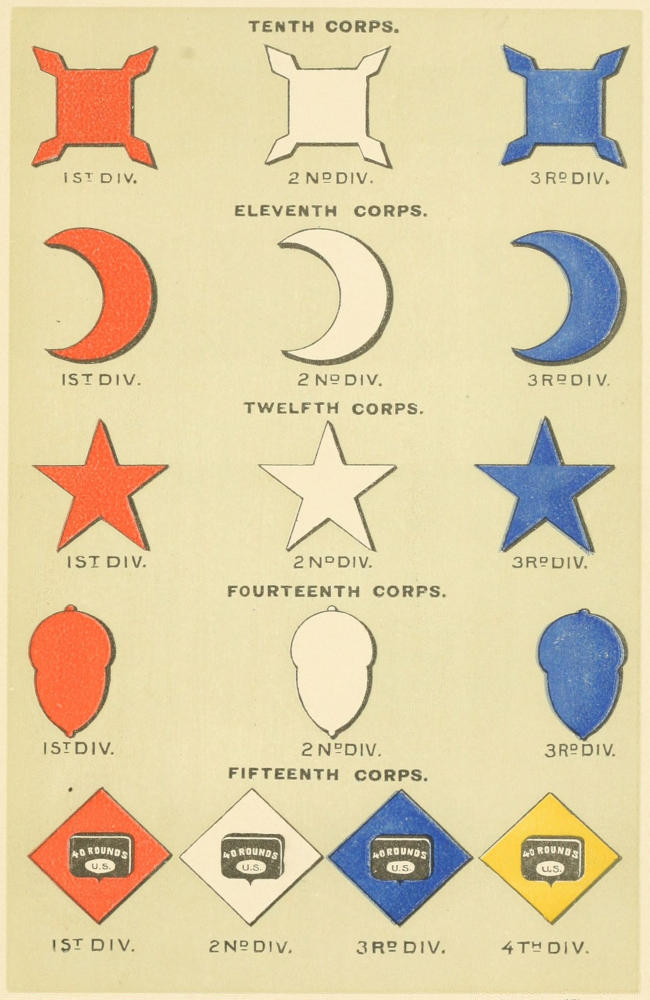 TENTH CORPS.
1ST DIV. 2ND DIV. 3RD DIV.
ELEVENTH CORPS.
1ST DIV. 2ND DIV. 3RD DIV.
TWELFTH CORPS.
1ST DIV. 2ND DIV. 3RD DIV.
FOURTEENTH CORPS.
1ST DIV. 2ND DIV. 3RD DIV.
FIFTEENTH CORPS.
40 ROUNDS 40 ROUNDS 40 ROUNDS 40 ROUNDS
U.S. U.S. U.S. U.S.
1ST DIV. 2ND DIV. 3RD DIV. 4TH DIV.